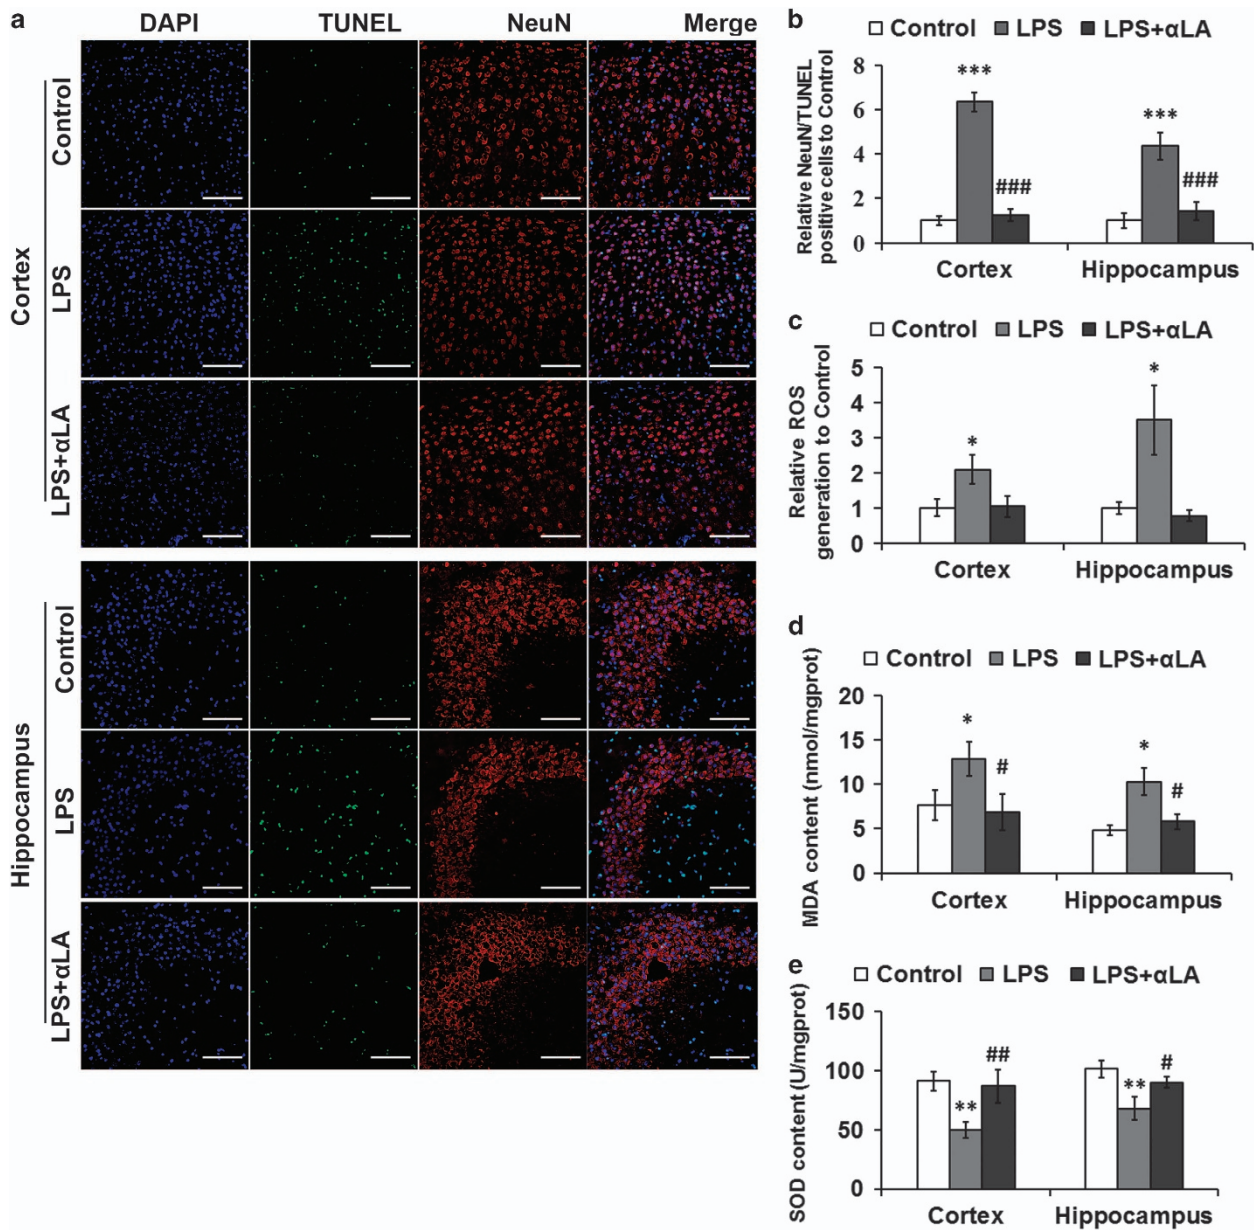 a
DAPI TUNEL NeuN Merge
Cortex
Control
LPS
LPS+αLA
Hippocampus
Control
LPS
LPS+αLA
b
Control LPS LPS+αLA
Relative NeuN/TUNEL
positive cells to Control
8
6
4
2
0
***
###
***
###
Cortex Hippocampus
c
Control LPS LPS+αLA
Relative ROS
generation to Control
5
4
3
2
1
0
*
*
Cortex Hippocampus
d
Control LPS LPS+αLA
MDA content (nmol/mgprot)
20
15
10
5
0
*
#
*
#
Cortex Hippocampus
e
Control LPS LPS+αLA
SOD content (U/mgprot)
150
100
50
0
**
##
**
#
Cortex Hippocampus